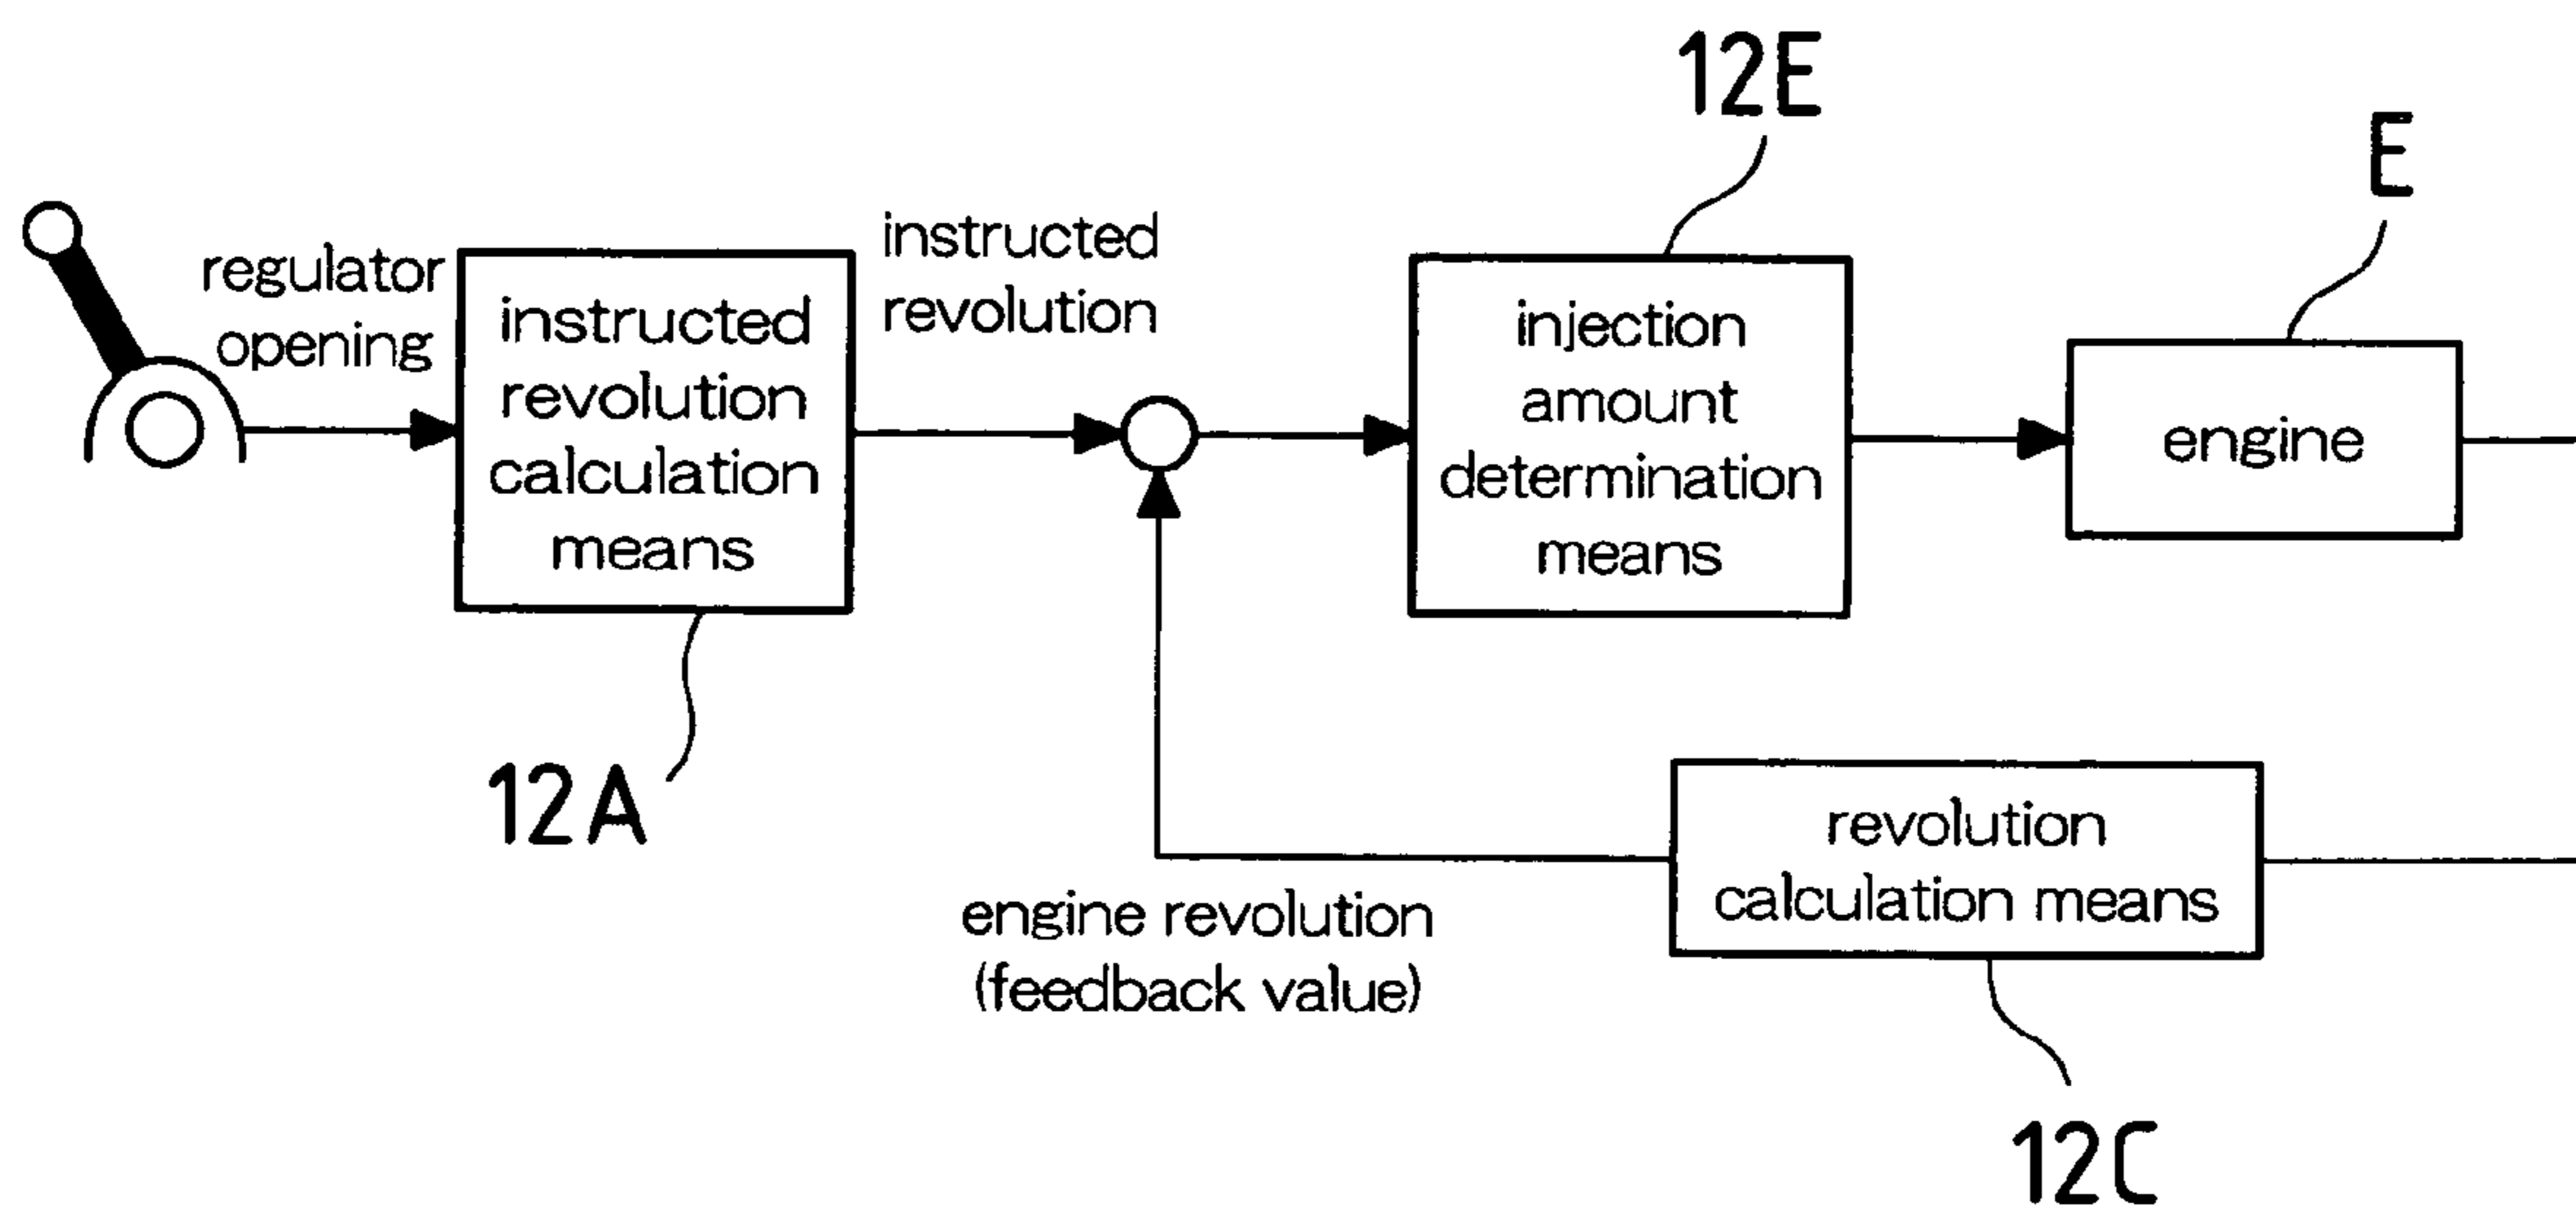 12E
E
regulator
opening
instructed
revolution
calculation
means
instructed
revolution
injection
amount
determination
means
engine
12A
engine revolution
(feedback value)
revolution
calculation means
12C